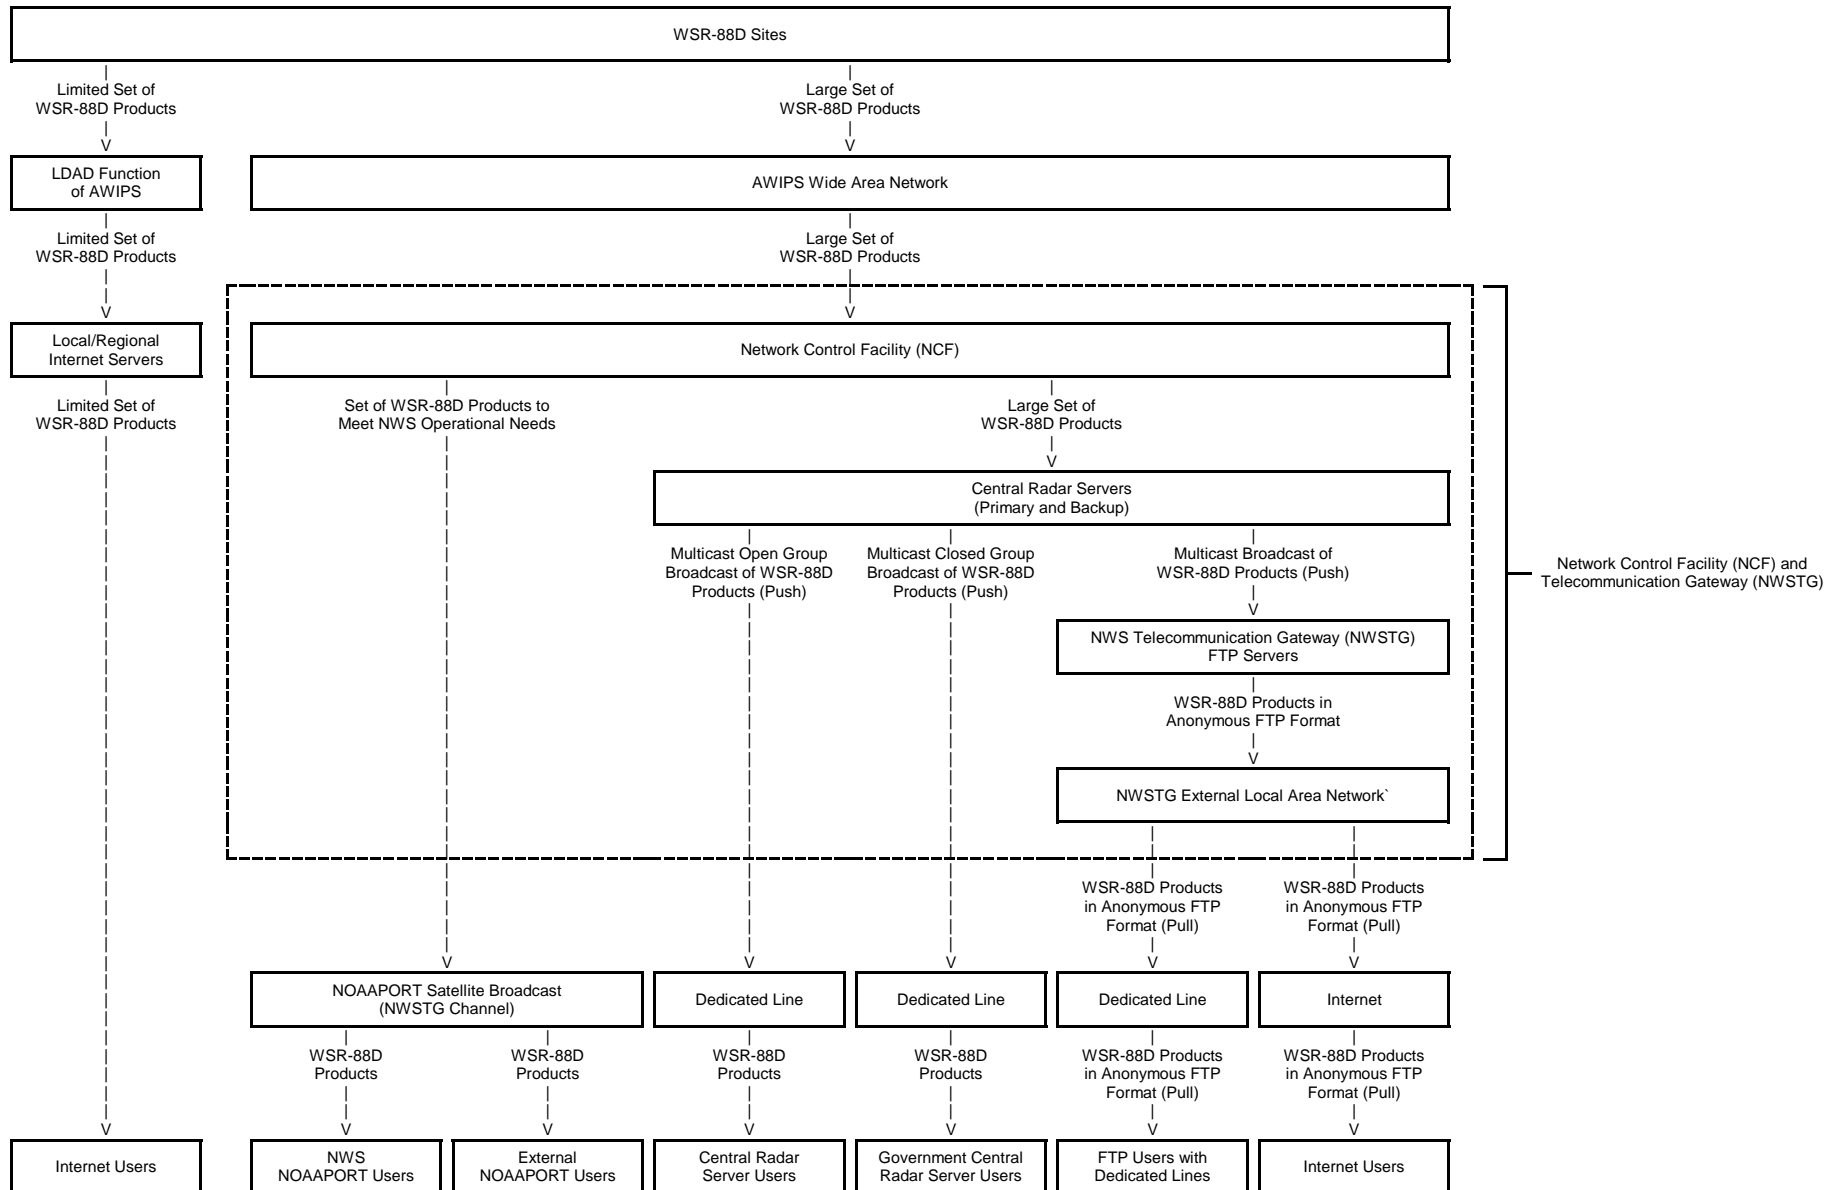 WSR-88D Sites
Limited Set of
WSR-88D Products
Large Set of
WSR-88D Products
LDAD Function
of AWIPS
AWIPS Wide Area Network
Limited Set of
WSR-88D Products
Large Set of
WSR-88D Products
Local/Regional
Internet Servers
Network Control Facility (NCF)
Limited Set of
WSR-88D Products
Set of WSR-88D Products to
Meet NWS Operational Needs
Large Set of
WSR-88D Products
Central Radar Servers
(Primary and Backup)
Multicast Open Group
Broadcast of WSR-88D
Products (Push)
Multicast Closed Group
Broadcast of WSR-88D
Products (Push)
Multicast Broadcast of
WSR-88D Products (Push)
Network Control Facility (NCF) and
Telecommunication Gateway (NWSTG)
NWS Telecommunication Gateway (NWSTG)
FTP Servers
WSR-88D Products in
Anonymous FTP Format
NWSTG External Local Area Network`
WSR-88D Products
in Anonymous FTP
Format (Pull)
WSR-88D Products
in Anonymous FTP
Format (Pull)
NOAAPORT Satellite Broadcast
(NWSTG Channel)
Dedicated Line
Dedicated Line
Dedicated Line
Internet
WSR-88D
Products
WSR-88D
Products
WSR-88D
Products
WSR-88D
Products
WSR-88D Products
in Anonymous FTP
Format (Pull)
WSR-88D Products
in Anonymous FTP
Format (Pull)
Internet Users
NWS
NOAAPORT Users
External
NOAAPORT Users
Central Radar
Server Users
Government Central
Radar Server Users
FTP Users with
Dedicated Lines
Internet Users